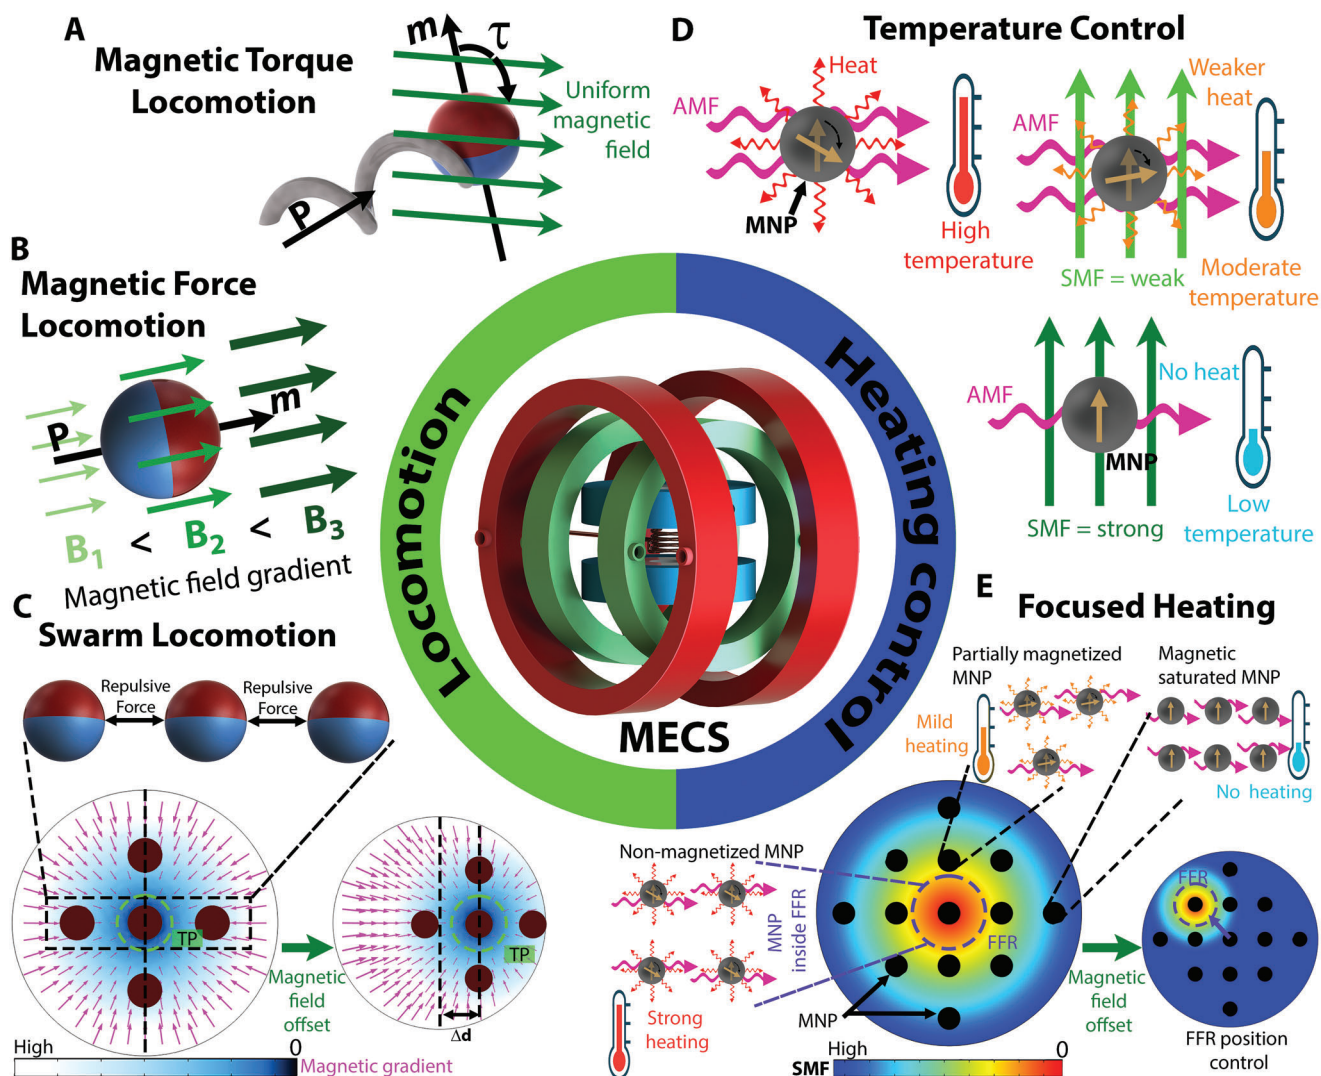 A
Magnetic Torque
Locomotion
m
τ
Uniform
magnetic
field
P
B
Magnetic Force
Locomotion
P
m
B1 < B2 < B3
Magnetic field gradient
C
Swarm Locomotion
Repulsive
Force
Repulsive
Force
TP
Magnetic
field
offset
TP
Δd
High
0
Magnetic gradient
Locomotion
Heating control
MECS
D
Temperature Control
Heat
AMF
MNP
High
temperature
Weaker
heat
AMF
SMF = weak
Moderate
temperature
No heat
AMF
MNP
SMF = strong
Low
temperature
E
Focused Heating
Partially magnetized
MNP
Mild
heating
Magnetic
saturated MNP
No heating
Non-magnetized MNP
MNP
inside FFR
FFR
Strong
heating
MNP
High
0
SMF
Magnetic
field
offset
FFR
FFR position
control